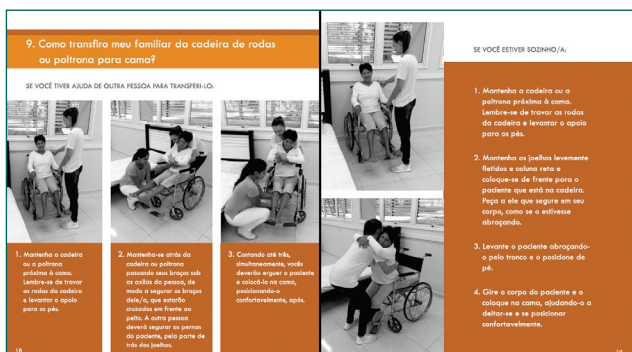 9. Como transfiro meu familiar da cadeira de rodas
ou poltrona para cama?
SE VOCÊ TIVER AJUDA DE OUTRA PESSOA PARA TRANSFERI-LO:
1. Mantenha a cadeira
ou a poltrona
próxima à cama.
Lembre-se de travar
as rodas da cadeira
e levantar o apoio
para os pés.
2. Mantenha-se atrás da
cadeira ou poltrona
passando seus braços sob
as axilas da pessoa, de
modo a segurar os braços
dele/a, que estarão
cruzados em frente ao
peito. A outra pessoa
deverá segurar as pernas
do paciente, pela parte de
trás dos joelhos.
3. Contando até três,
simultaneamente, vocês
deverão erguer o paciente
e colocá-lo na cama,
posicionando-o
confortavelmente, após.
18
SE VOCÊ ESTIVER SOZINHO/A:
1. Mantenha a cadeira ou a
poltrona próxima à cama.
Lembre-se de travar as rodas
da cadeira e levantar o apoio
para os pés.
2. Mantenha os joelhos levemente
fletidos e coluna reta e
coloque-se de frente para o
paciente que está na cadeira.
Peça a ele que segure em seu
corpo, como se o estivesse
abraçando.
3. Levante o paciente abraçando-
o pelo tronco e o posicione de
pé.
4. Gire o corpo do paciente e o
coloque na cama, ajudando-o a
deitar-se e se posicionar
confortavelmente.
19